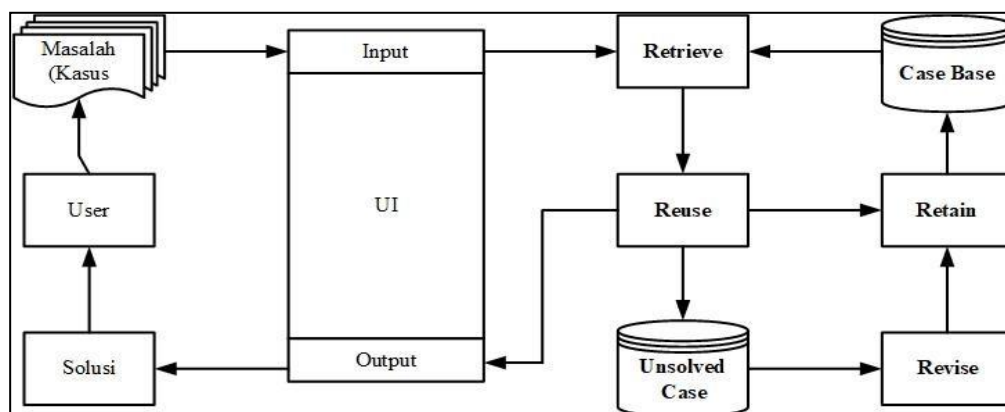 Masalah
(Kasus
Input
Retrieve
Case Base
User
UI
Reuse
Retain
Solusi
Output
Unsolved
Case
Revise